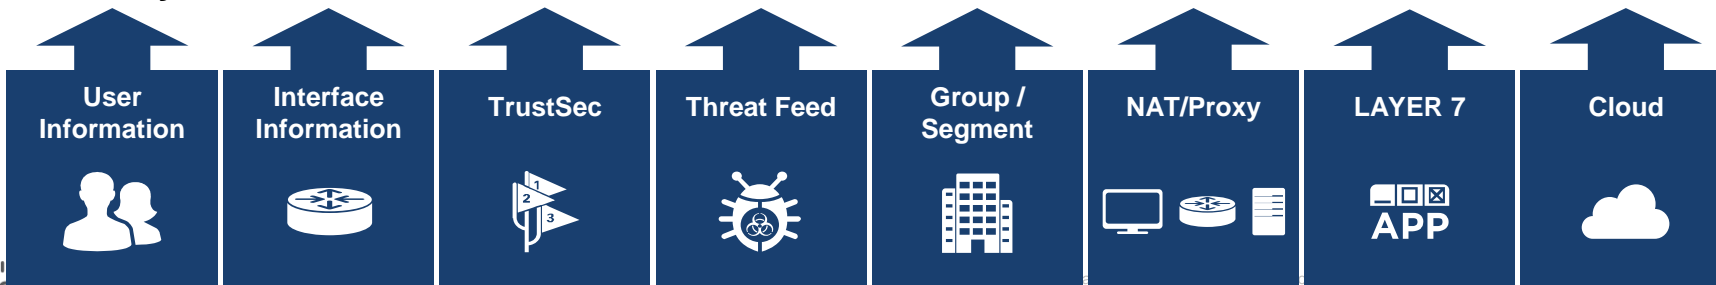 User
Information
Interface
Information
TrustSec
1
2
3
Threat Feed
Group /
Segment
NAT/Proxy
LAYER 7
APP
Cloud